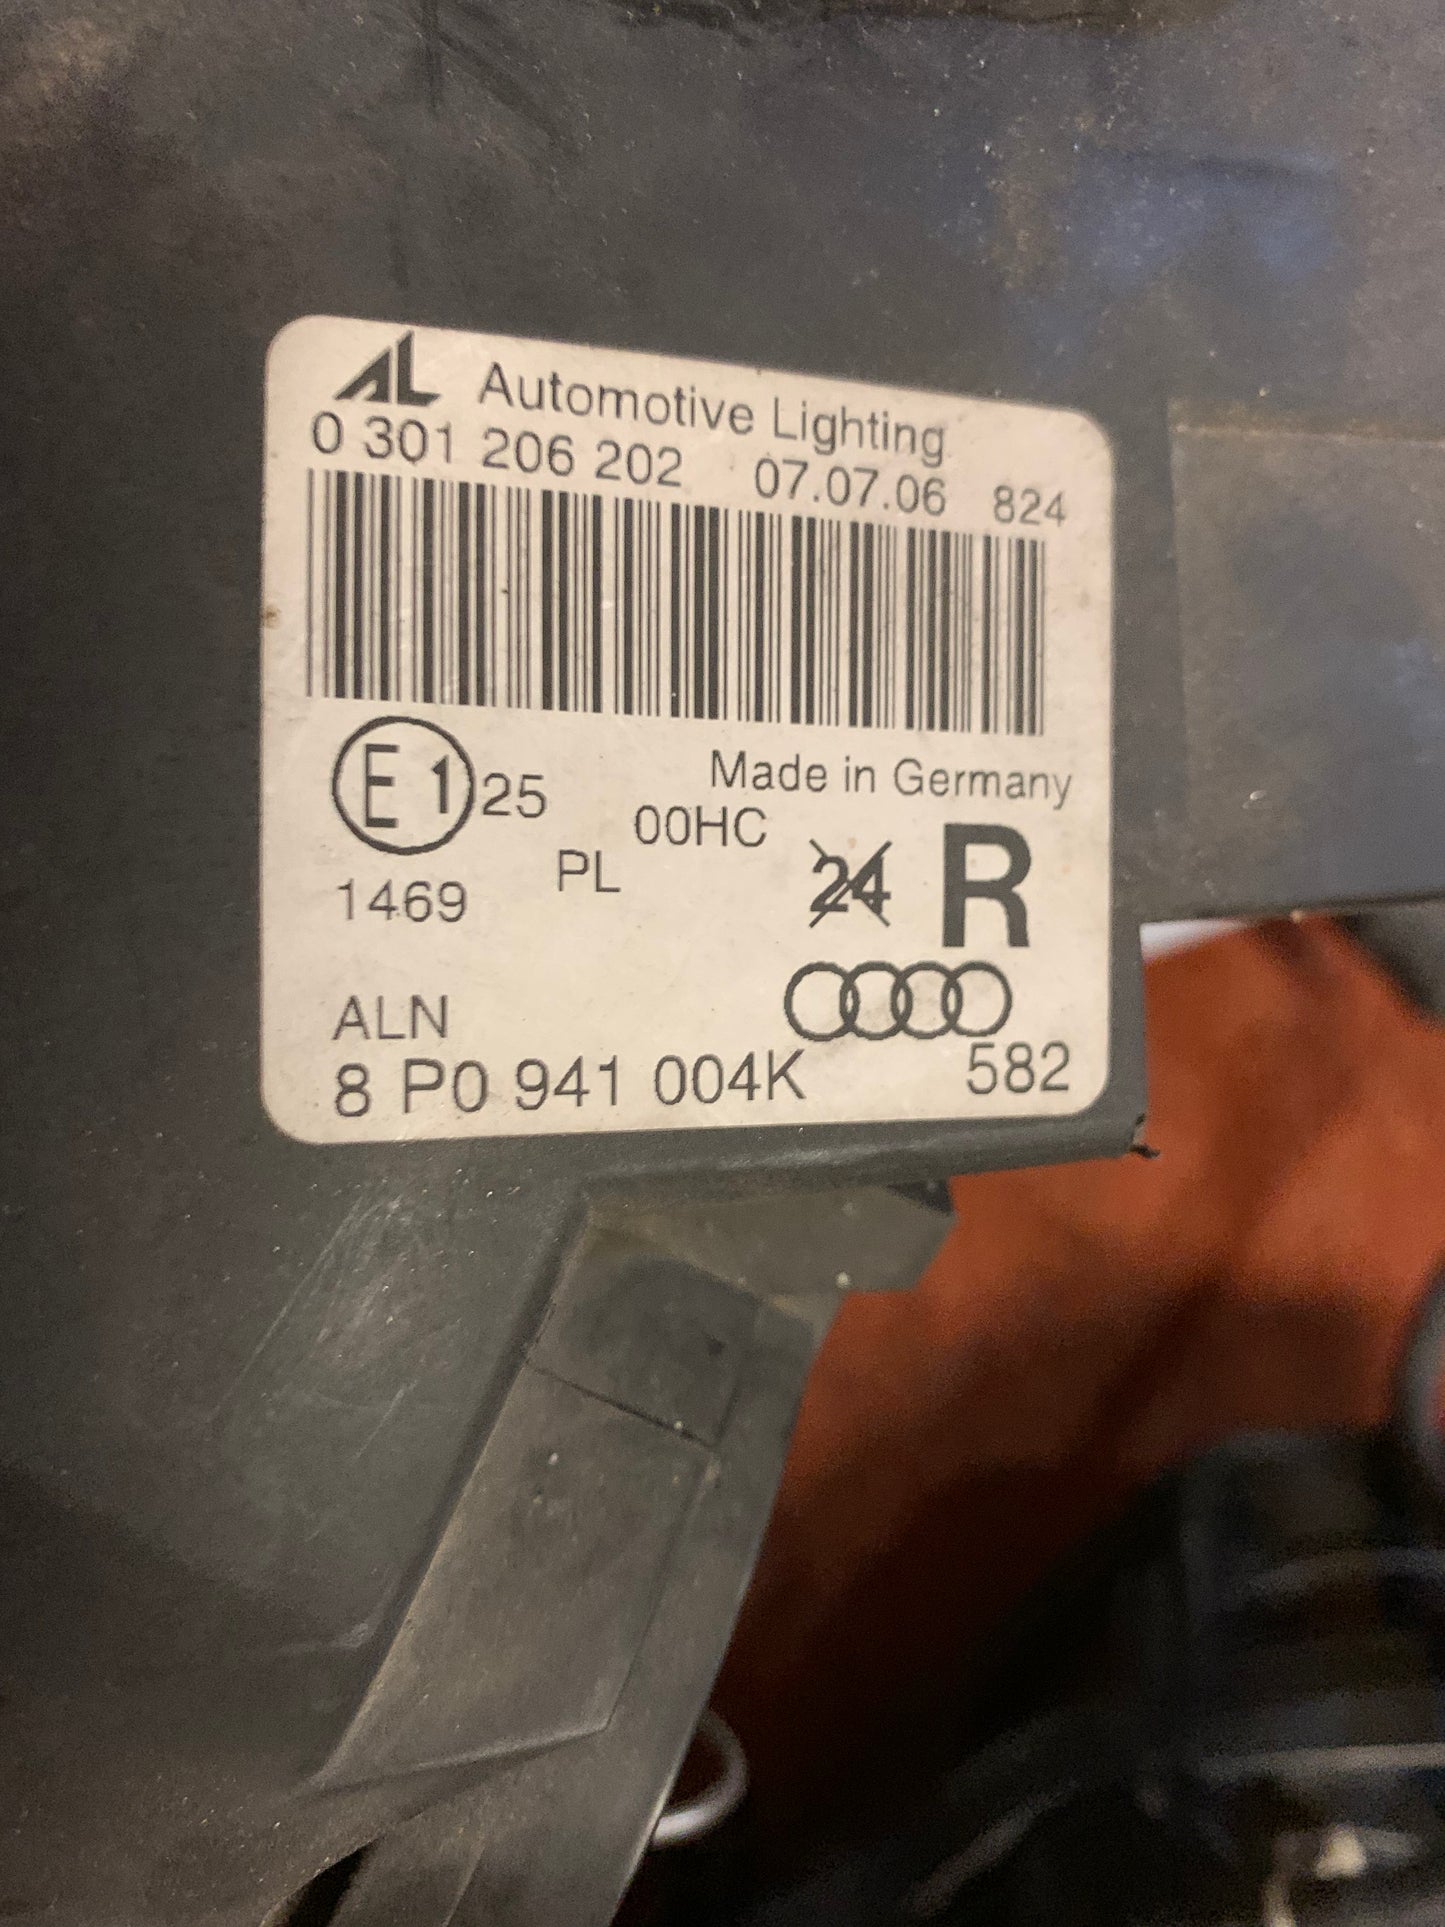 AL Automotive Lighting
0 301 206 202 07.07.06 824
E1 25 Made in Germany
00HC
1469 PL 24 R
ALN
8 P0 941 004K 582